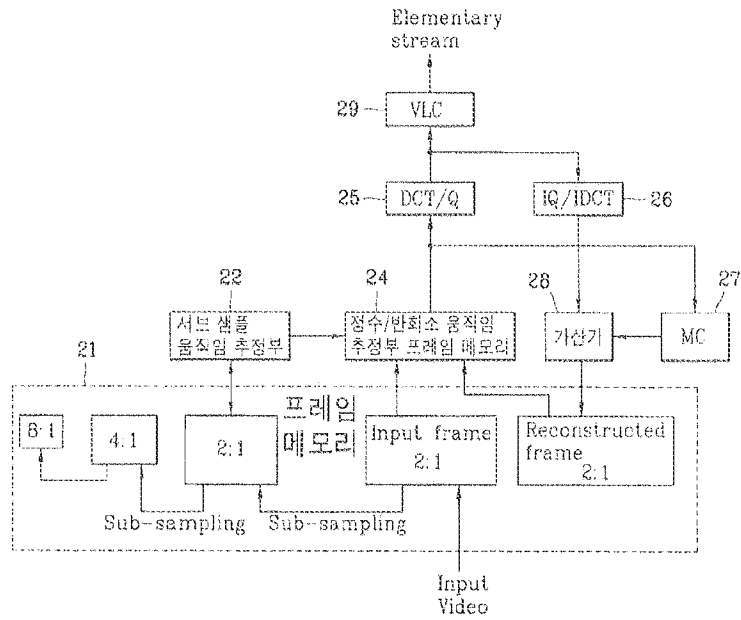 Elementary
stream
29
VLC
25
DCT/Q
IQ/IDCT
26
22
24
28
27
서브 샘플
움직임 추정부
정수/반화소 움직임
추정부 프레임 메모리
가산기
MC
21
8:1
4:1
2:1
프레임
메모리
Input frame
2:1
Reconstructed
frame
2:1
Sub-sampling
Sub-sampling
Input
Video